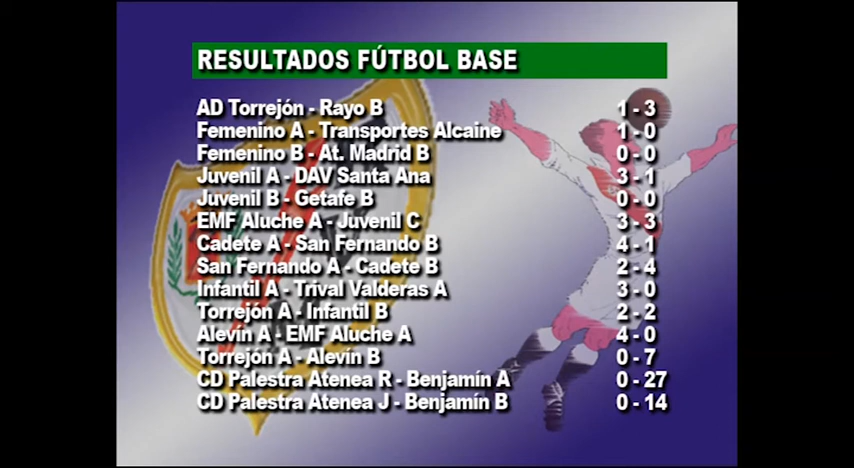 RESULTADOS FÚTBOL BASE
AD Torrejón - Rayo B 1 - 3
Femenino A - Transportes Alcaine 1 - 0
Femenino B - At. Madrid B 0 - 0
Juvenil A - DAV Santa Ana 3 - 1
Juvenil B - Getafe B 0 - 0
EMF Aluche A - Juvenil C 3 - 3
Cadete A - San Fernando B 4 - 1
San Fernando A - Cadete B 2 - 4
Infantil A - Trival Valderas A 3 - 0
Torrejón A - Infantil B 2 - 2
Alevín A - EMF Aluche A 4 - 0
Torrejón A - Alevín B 0 - 7
CD Palestra Atenea R - Benjamín A 0 - 27
CD Palestra Atenea J - Benjamín B 0 - 14